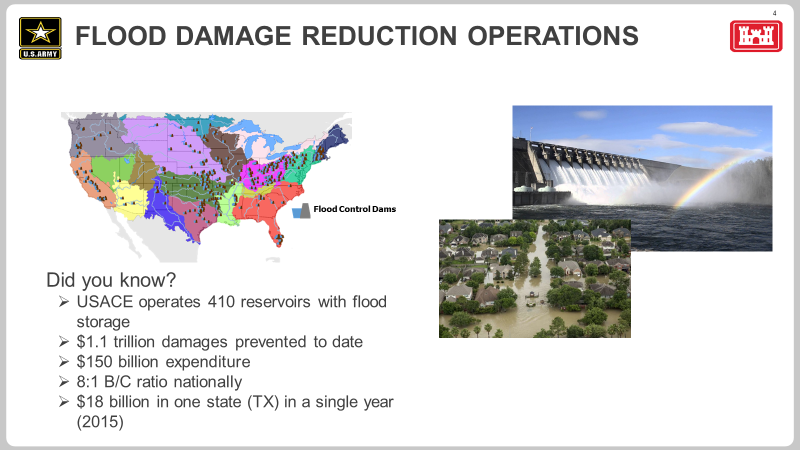 4
FLOOD DAMAGE REDUCTION OPERATIONS
U.S.ARMY
Flood Control Dams
Did you know?
➢ USACE operates 410 reservoirs with flood
storage
➢ $1.1 trillion damages prevented to date
➢ $150 billion expenditure
➢ 8:1 B/C ratio nationally
➢ $18 billion in one state (TX) in a single year
(2015)